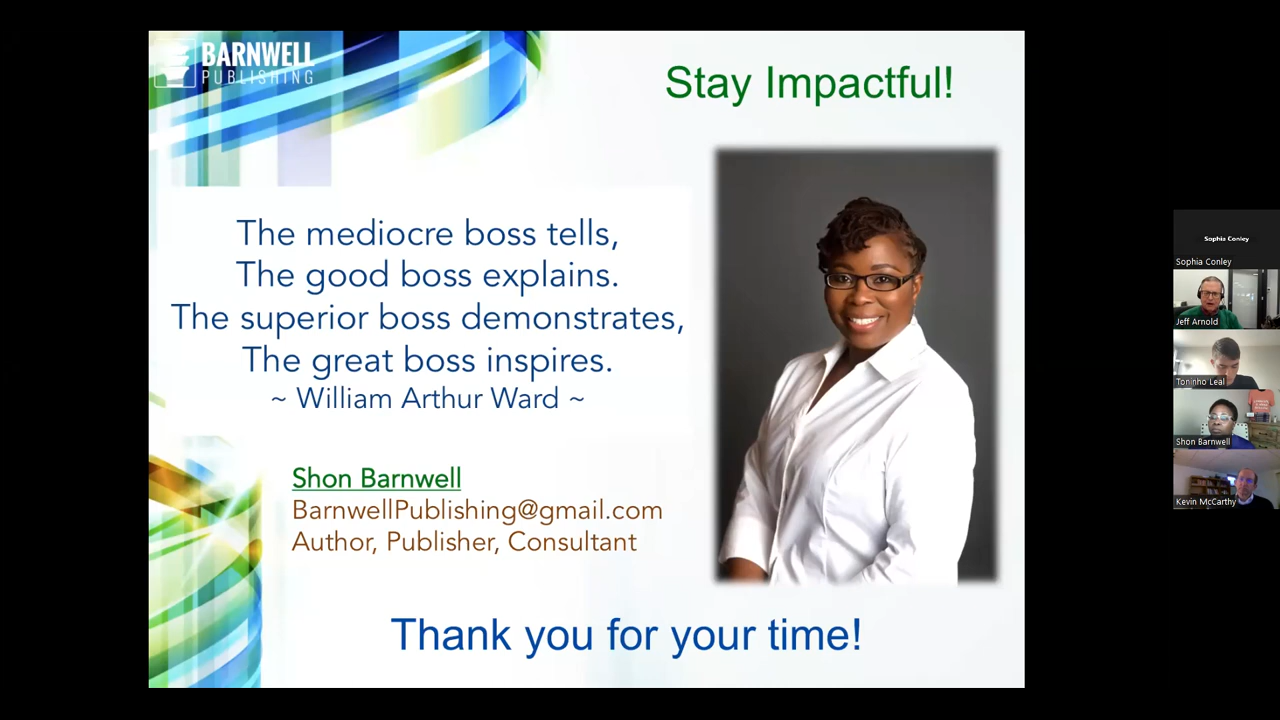 BARNWELL
PUBLISHING
Stay Impactful!
The mediocre boss tells,
The good boss explains.
The superior boss demonstrates,
The great boss inspires.
~ William Arthur Ward ~
Shon Barnwell
BarnwellPublishing@gmail.com
Author, Publisher, Consultant
Thank you for your time!
Sophia Conley
Sophia Conley
Jeff Arnold
Toninho Leal
Shon Barnwell
Kevin McCarthy